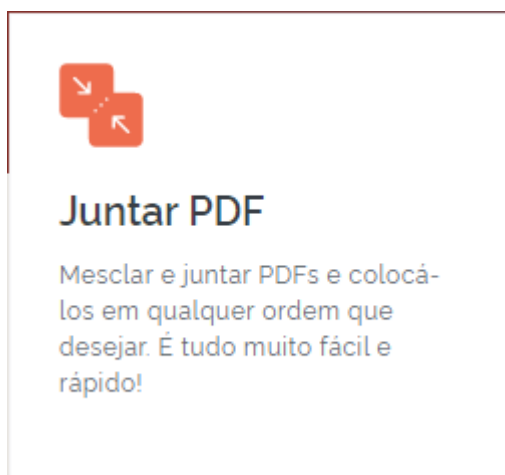 Juntar PDF
Mesclar e juntar PDFs e colocá-
los em qualquer ordem que
desejar. É tudo muito fácil e
rápido!